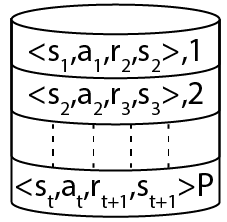 <s₁,a₁,r₂,s₂>,1
<s₂,a₂,r₃,s₃>,2
<sₜ,aₜ,rₜ₊₁,sₜ₊₁>P